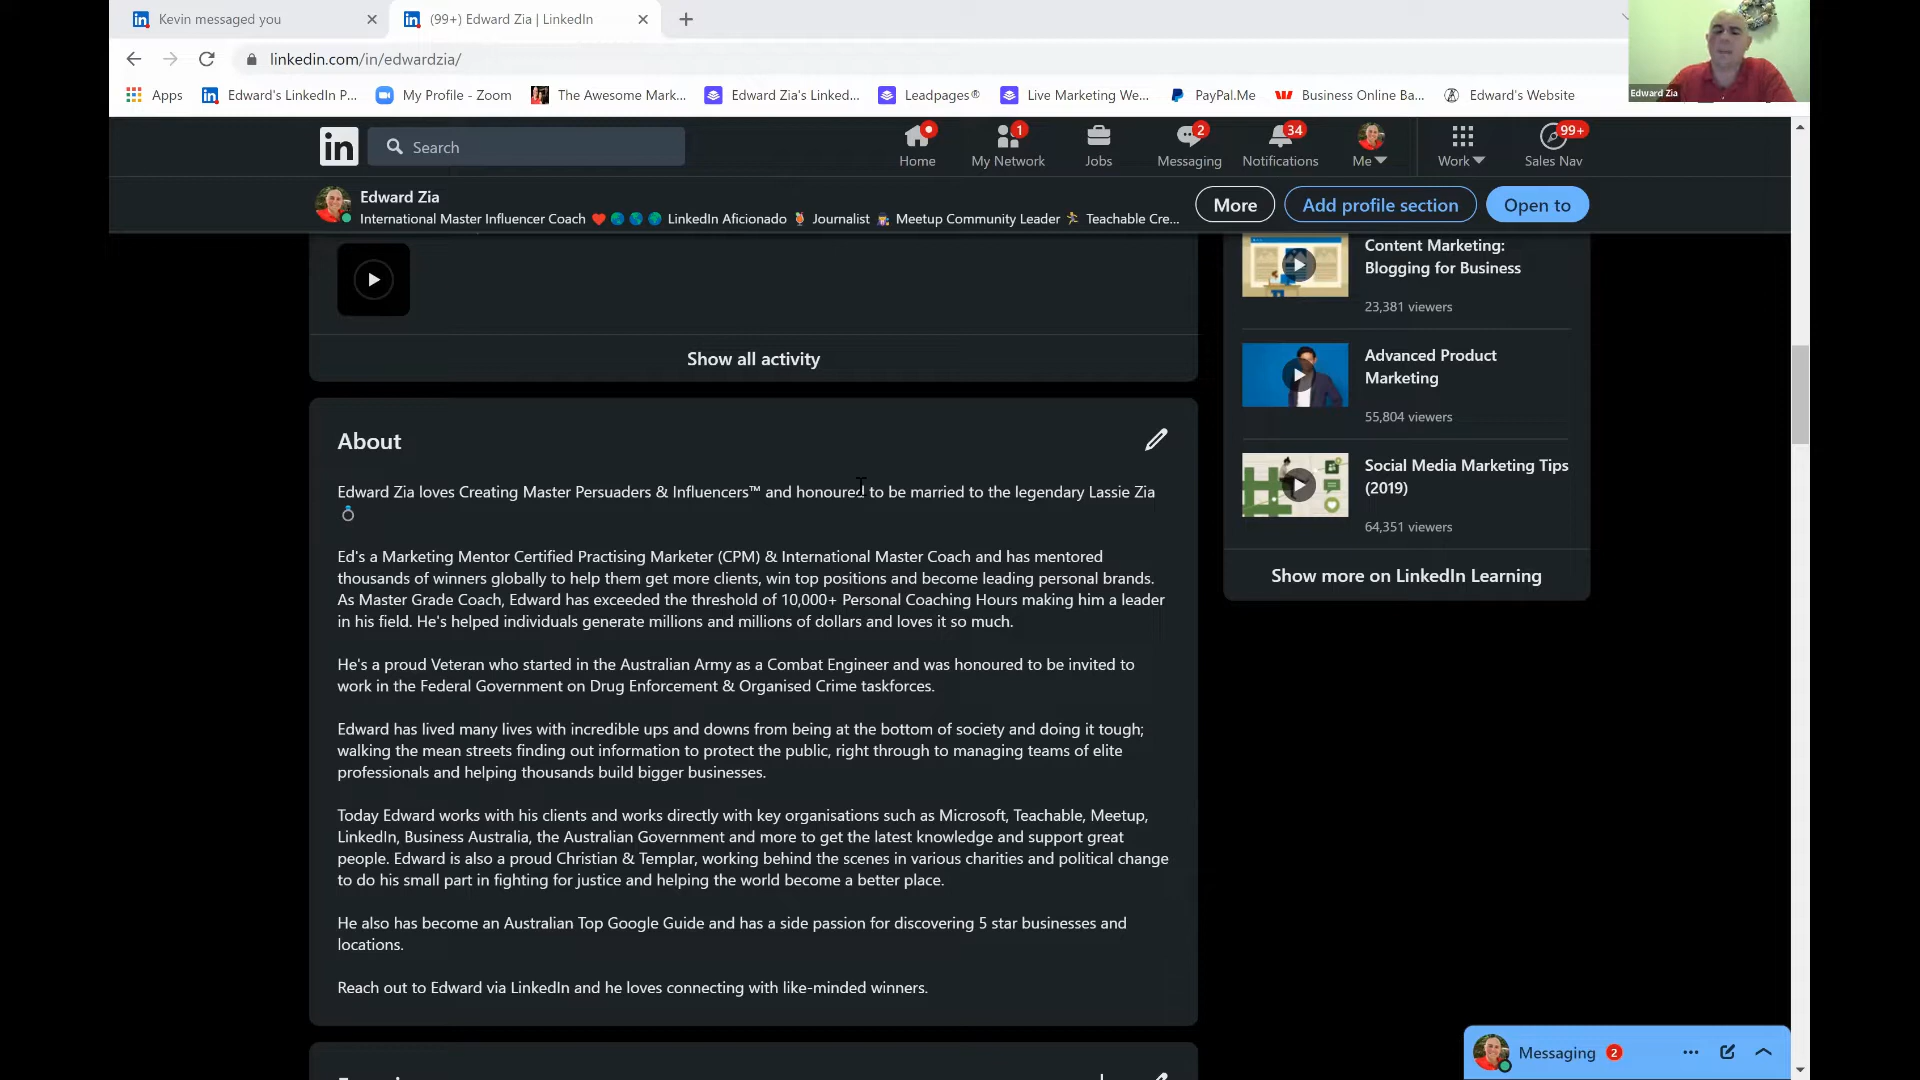 Kevin messaged you
(99+) Edward Zia | LinkedIn
linkedin.com/in/edwardzia/
Apps
Edward's LinkedIn P...
My Profile - Zoom
The Awesome Mark...
Edward Zia's Linked...
Leadpages®
Live Marketing We...
PayPal.Me
Business Online Ba...
Edward's Website
Edward Zia
in
Search
1
2
34
99+
Home
My Network
Jobs
Messaging
Notifications
Me
Work
Sales Nav
Edward Zia
International Master Influencer Coach ❤️ 🌏 🌎 🌍 LinkedIn Aficionado Journalist Meetup Community Leader Teachable Cre...
More
Add profile section
Open to
Show all activity
About
Edward Zia loves Creating Master Persuaders & Influencers™ and honoured to be married to the legendary Lassie Zia
💍
Ed's a Marketing Mentor Certified Practising Marketer (CPM) & International Master Coach and has mentored
thousands of winners globally to help them get more clients, win top positions and become leading personal brands.
As Master Grade Coach, Edward has exceeded the threshold of 10,000+ Personal Coaching Hours making him a leader
in his field. He's helped individuals generate millions and millions of dollars and loves it so much.
He's a proud Veteran who started in the Australian Army as a Combat Engineer and was honoured to be invited to
work in the Federal Government on Drug Enforcement & Organised Crime taskforces.
Edward has lived many lives with incredible ups and downs from being at the bottom of society and doing it tough;
walking the mean streets finding out information to protect the public, right through to managing teams of elite
professionals and helping thousands build bigger businesses.
Today Edward works with his clients and works directly with key organisations such as Microsoft, Teachable, Meetup,
LinkedIn, Business Australia, the Australian Government and more to get the latest knowledge and support great
people. Edward is also a proud Christian & Templar, working behind the scenes in various charities and political change
to do his small part in fighting for justice and helping the world become a better place.
He also has become an Australian Top Google Guide and has a side passion for discovering 5 star businesses and
locations.
Reach out to Edward via LinkedIn and he loves connecting with like-minded winners.
Content Marketing:
Blogging for Business
23,381 viewers
Advanced Product
Marketing
55,804 viewers
Social Media Marketing Tips
(2019)
64,351 viewers
Show more on LinkedIn Learning
Messaging 2